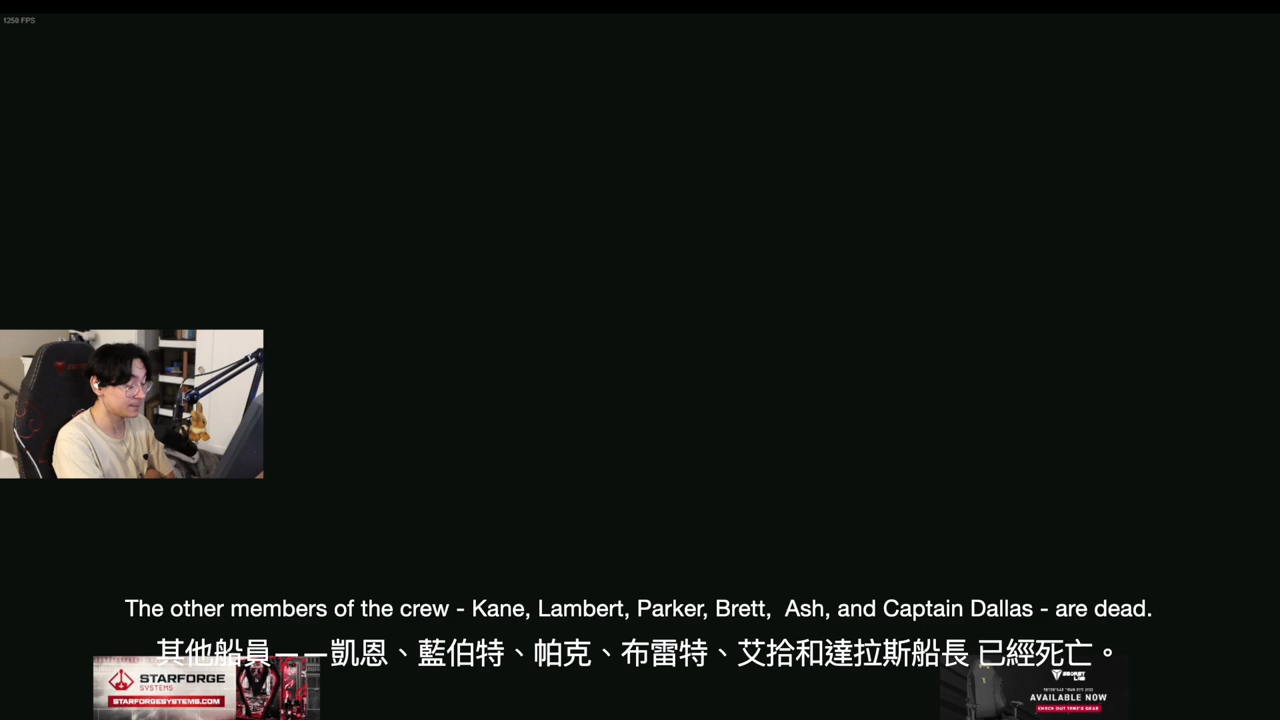 1250 FPS
The other members of the crew - Kane, Lambert, Parker, Brett, Ash, and Captain Dallas - are dead.
其他船員－－凱恩、藍伯特、帕克、布雷特、艾拾和達拉斯船長 已經死亡。
STARFORGE
SYSTEMS
STARFORGESYSTEMS.COM
SECRET
LAB
AVAILABLE NOW